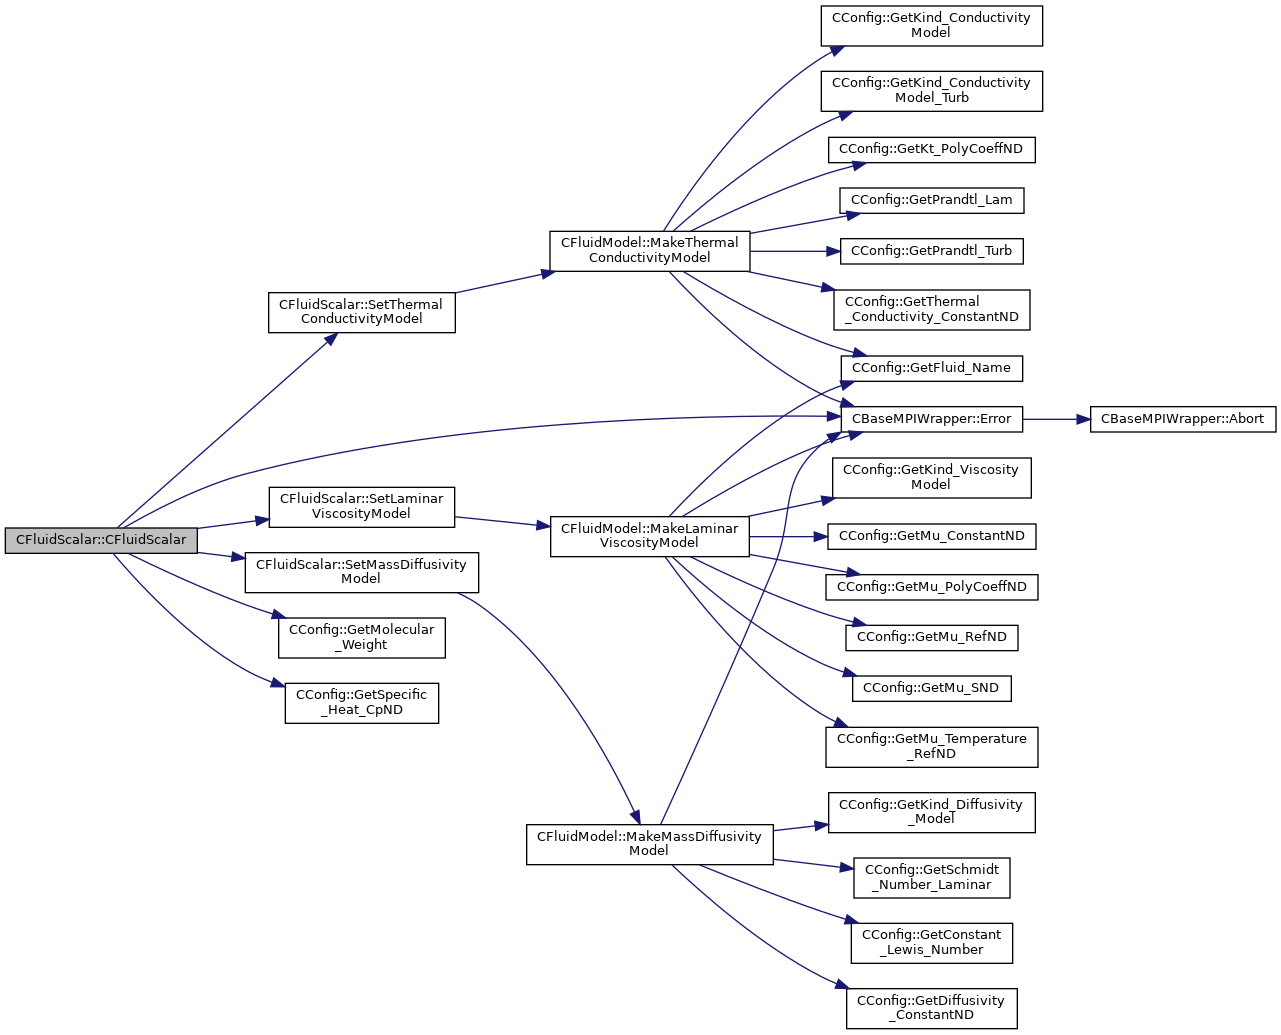 CConfig::GetKind_Conductivity
Model
CConfig::GetKind_Conductivity
Model_Turb
CConfig::GetKt_PolyCoeffND
CConfig::GetPrandtl_Lam
CFluidModel::MakeThermal
ConductivityModel
CConfig::GetPrandtl_Turb
CFluidScalar::SetThermal
ConductivityModel
CConfig::GetThermal
_Conductivity_ConstantND
CConfig::GetFluid_Name
CBaseMPIWrapper::Error
CBaseMPIWrapper::Abort
CConfig::GetKind_Viscosity
Model
CFluidScalar::SetLaminar
ViscosityModel
CFluidModel::MakeLaminar
ViscosityModel
CConfig::GetMu_ConstantND
CFluidScalar::CFluidScalar
CFluidScalar::SetMassDiffusivity
Model
CConfig::GetMu_PolyCoeffND
CConfig::GetMolecular
_Weight
CConfig::GetMu_RefND
CConfig::GetSpecific
_Heat_CpND
CConfig::GetMu_SND
CConfig::GetMu_Temperature
_RefND
CConfig::GetKind_Diffusivity
_Model
CFluidModel::MakeMassDiffusivity
Model
CConfig::GetSchmidt
_Number_Laminar
CConfig::GetConstant
_Lewis_Number
CConfig::GetDiffusivity
_ConstantND